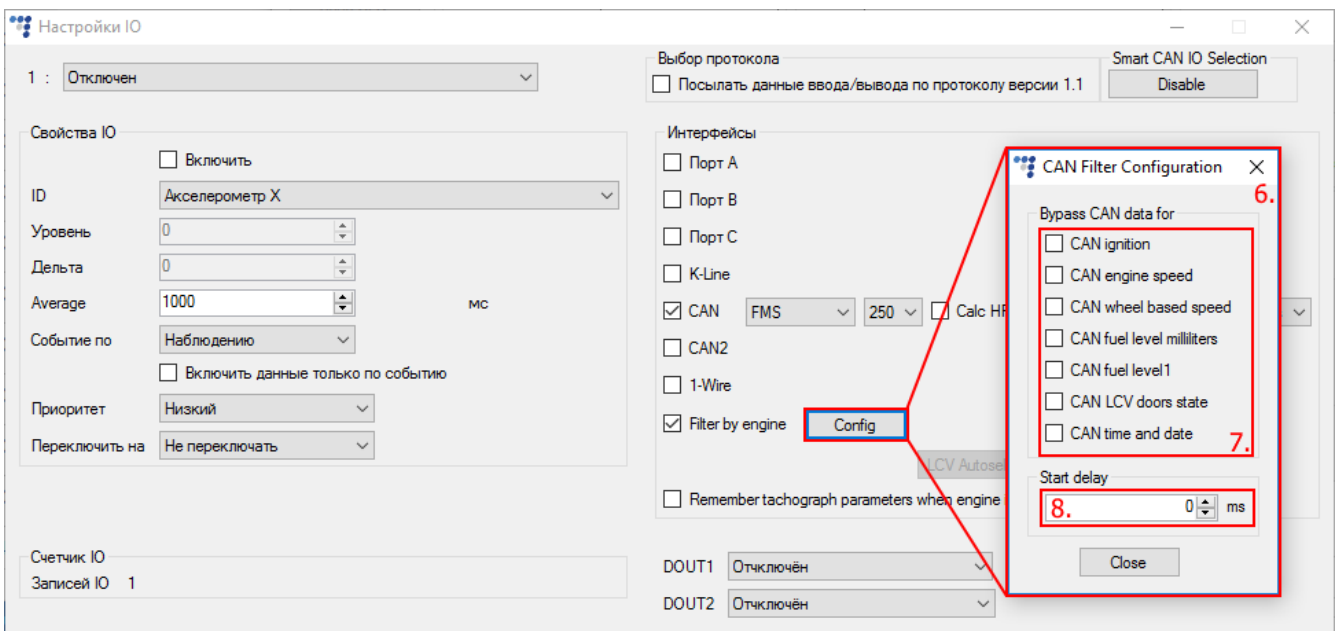 Настройки IO
1 : Отключен
Выбор протокола
Посылать данные ввода/вывода по протоколу версии 1.1
Smart CAN IO Selection
Disable
Свойства IO
Включить
ID Акселерометр X
Уровень 0
Дельта 0
Average 1000 мс
Событие по Наблюдению
Включить данные только по событию
Приоритет Низкий
Переключить на Не переключать
Счетчик IO
Записей IO 1
Интерфейсы
Порт A
Порт B
Порт C
K-Line
CAN FMS 250 Calc
CAN2
1-Wire
Filter by engine Config
LCV
Remember tachograph parameters when engine
DOUT1 Отчключён
DOUT2 Отчключён
CAN Filter Configuration
6.
Bypass CAN data for
CAN ignition
CAN engine speed
CAN wheel based speed
CAN fuel level milliliters
CAN fuel level1
CAN LCV doors state
CAN time and date
7.
Start delay
8. 0 ms
Close